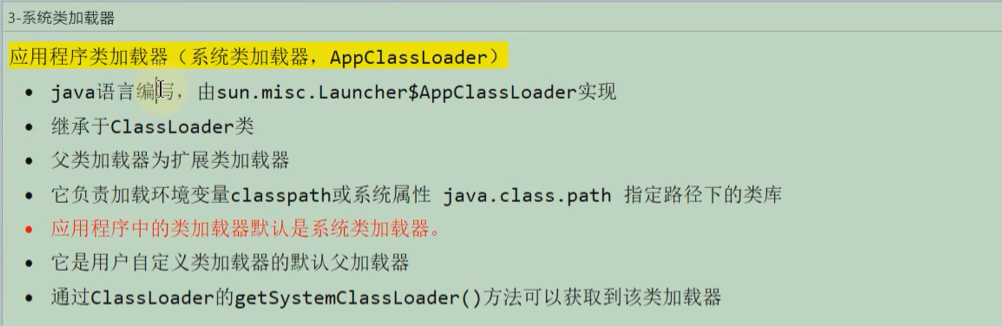 3-系统类加载器
应用程序类加载器（系统类加载器，AppClassLoader）
• java语言编写，由sun.misc.Launcher$AppClassLoader实现
• 继承于ClassLoader类
• 父类加载器为扩展类加载器
• 它负责加载环境变量classpath或系统属性 java.class.path 指定路径下的类库
• 应用程序中的类加载器默认是系统类加载器。
• 它是用户自定义类加载器的默认父加载器
• 通过ClassLoader的getSystemClassLoader()方法可以获取到该类加载器